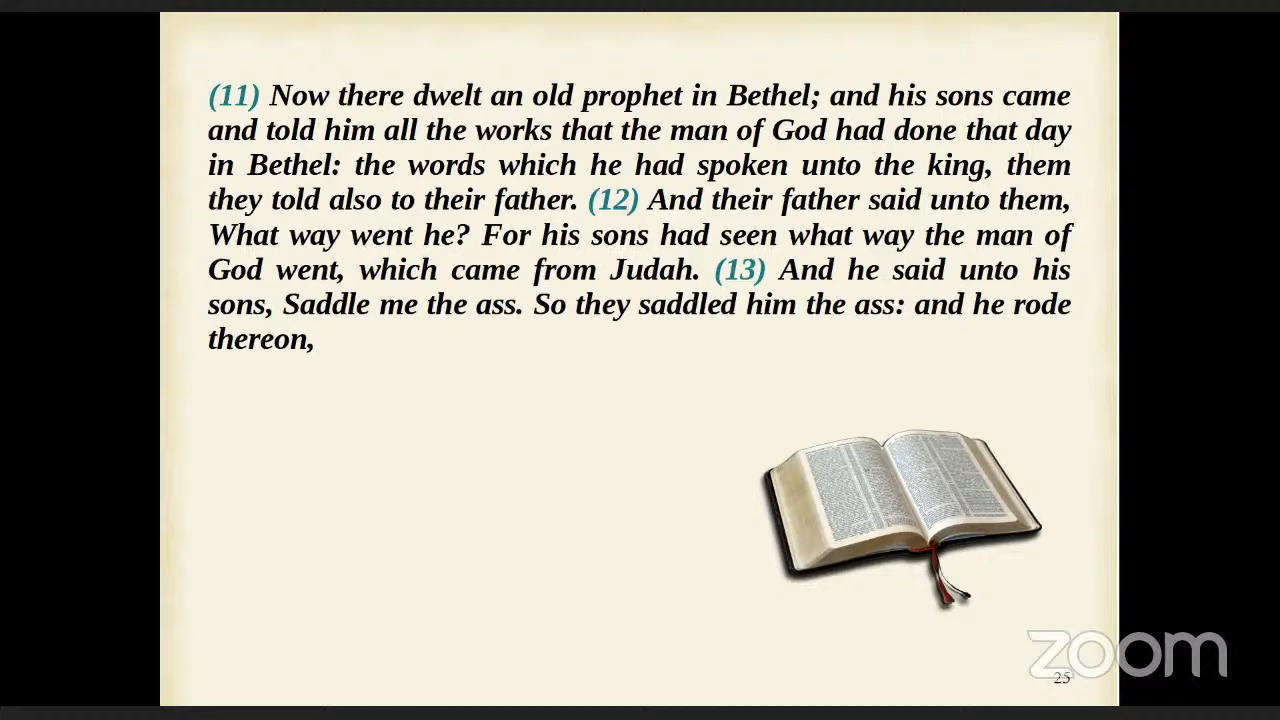 (11) Now there dwelt an old prophet in Bethel; and his sons came
and told him all the works that the man of God had done that day
in Bethel: the words which he had spoken unto the king, them
they told also to their father. (12) And their father said unto them,
What way went he? For his sons had seen what way the man of
God went, which came from Judah. (13) And he said unto his
sons, Saddle me the ass. So they saddled him the ass: and he rode
thereon,
zoom
25